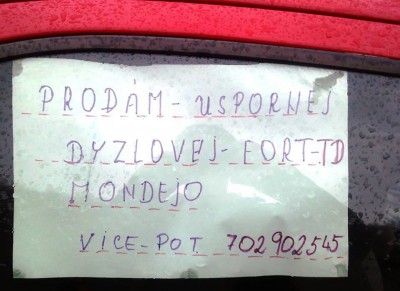 PRODÁM - USPORNEJ
DYZLOVEJ - FORT-TD
MONDEJO
VICE-POT 702902545